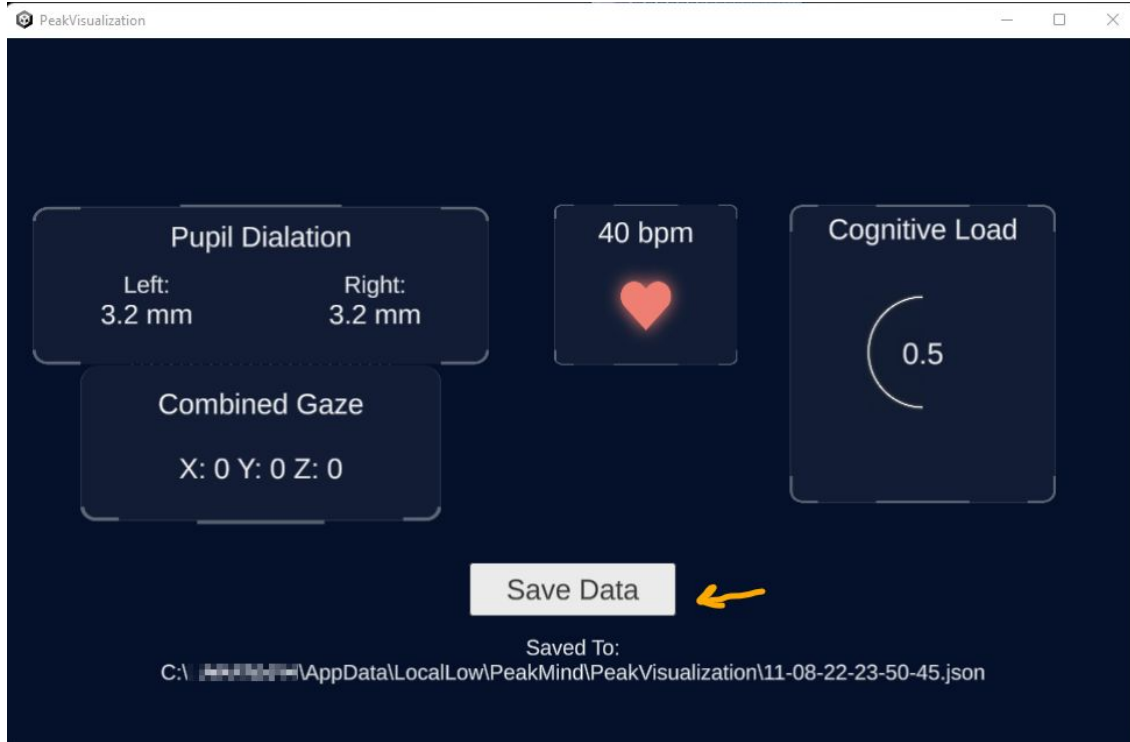 PeakVisualization
Pupil Dialation
Left:
3.2 mm
Right:
3.2 mm
40 bpm
Cognitive Load
0.5
Combined Gaze
X: 0 Y: 0 Z: 0
Save Data
Saved To:
C:\ \AppData\LocalLow\PeakMind\PeakVisualization\11-08-22-23-50-45.json